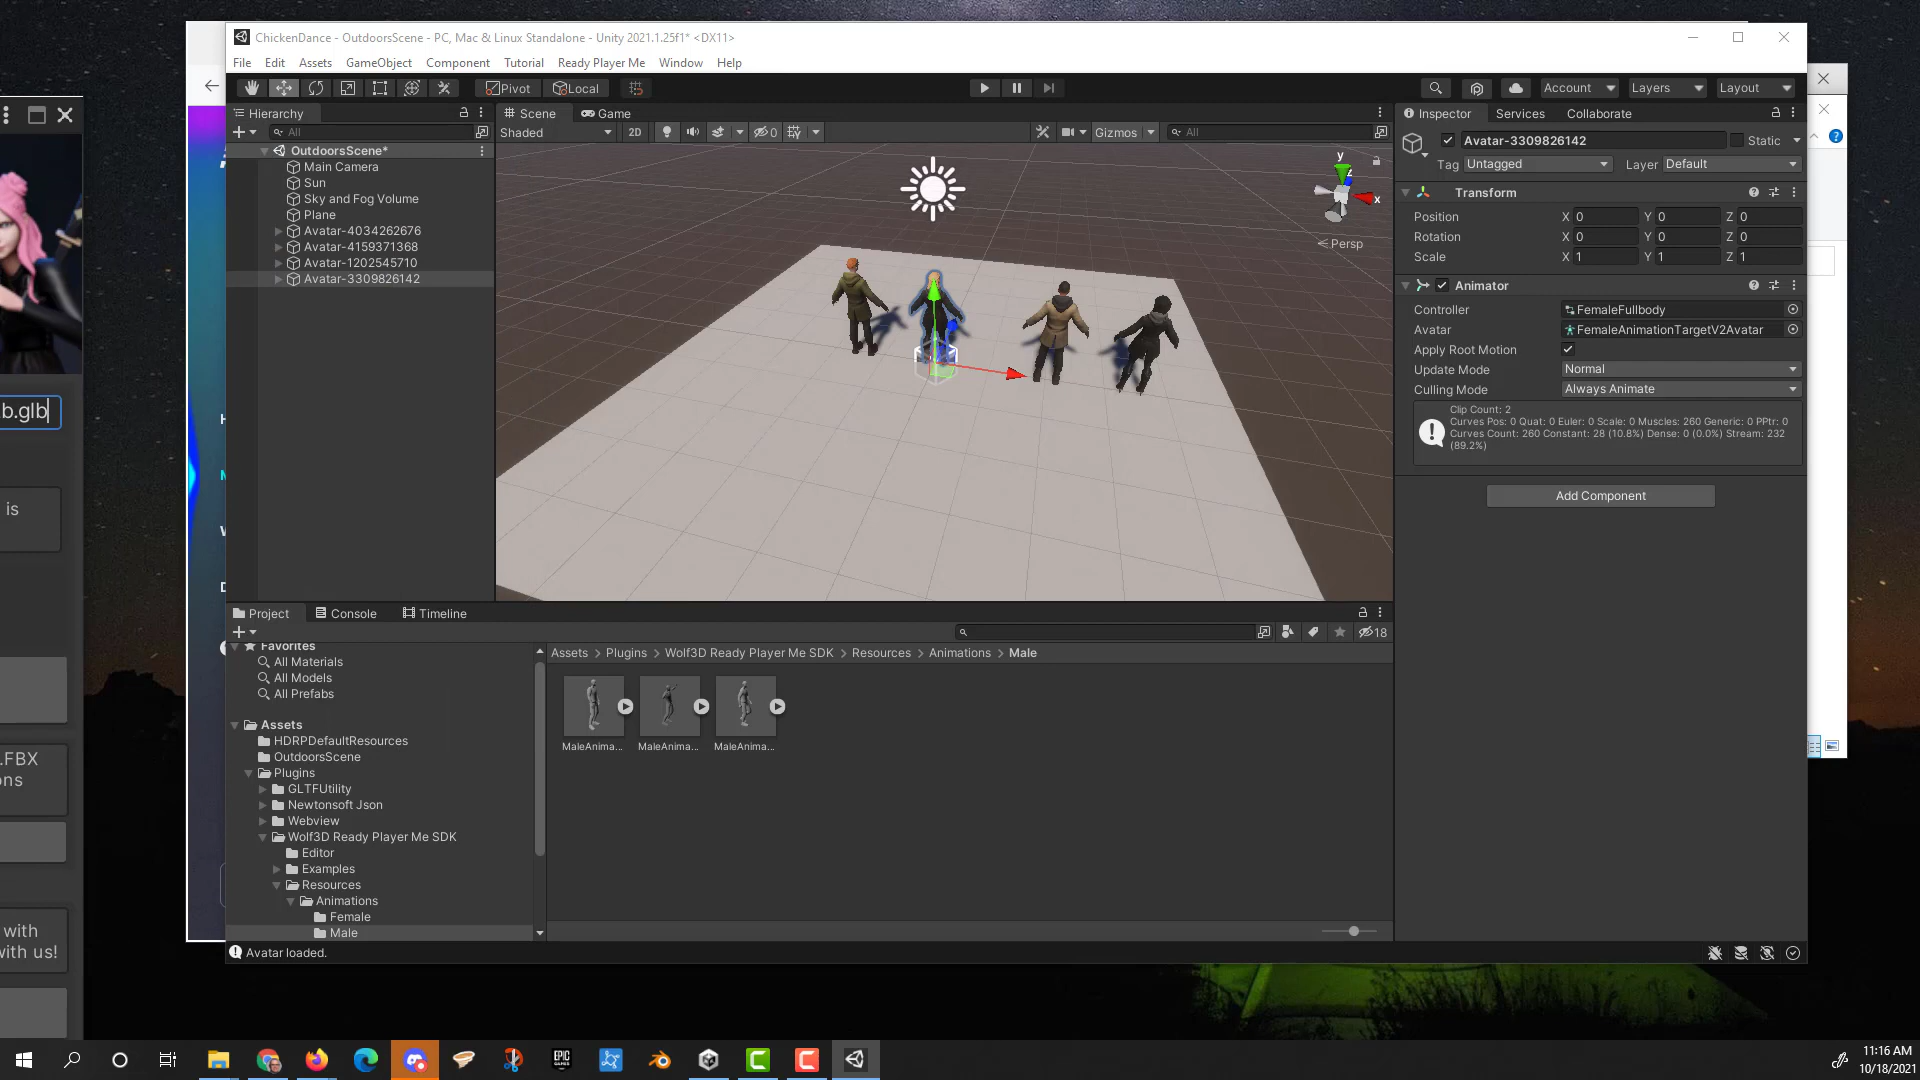 ChickenDance - OutdoorsScene - PC, Mac & Linux Standalone - Unity 2021.1.25f1* <DX11>
File Edit Assets GameObject Component Tutorial Ready Player Me Window Help
Pivot Local
Account Layers Layout
Hierarchy
All
OutdoorsScene*
Main Camera
Sun
Sky and Fog Volume
Plane
Avatar-4034262676
Avatar-4159371368
Avatar-1202545710
Avatar-3309826142
Scene Game
Shaded 2D 0 Gizmos All
y
z
x
Persp
Inspector Services Collaborate
Avatar-3309826142 Static
Tag Untagged Layer Default
Transform
Position X 0 Y 0 Z 0
Rotation X 0 Y 0 Z 0
Scale X 1 Y 1 Z 1
Animator
Controller FemaleFullbody
Avatar FemaleAnimationTargetV2Avatar
Apply Root Motion
Update Mode Normal
Culling Mode Always Animate
Clip Count: 2
Curves Pos: 0 Quat: 0 Euler: 0 Scale: 0 Muscles: 260 Generic: 0 PPtr: 0
Curves Count: 260 Constant: 28 (10.8%) Dense: 0 (0.0%) Stream: 232
(89.2%)
Add Component
Project Console Timeline
18
Favorites
All Materials
All Models
All Prefabs
Assets
HDRPDefaultResources
OutdoorsScene
Plugins
GLTFUtility
Newtonsoft Json
Webview
Wolf3D Ready Player Me SDK
Editor
Examples
Resources
Animations
Female
Male
Assets > Plugins > Wolf3D Ready Player Me SDK > Resources > Animations > Male
MaleAnima... MaleAnima... MaleAnima...
Avatar loaded.
b.glb
is
.FBX
ons
with
with us!
EPIC
GAMES
11:16 AM
10/18/2021